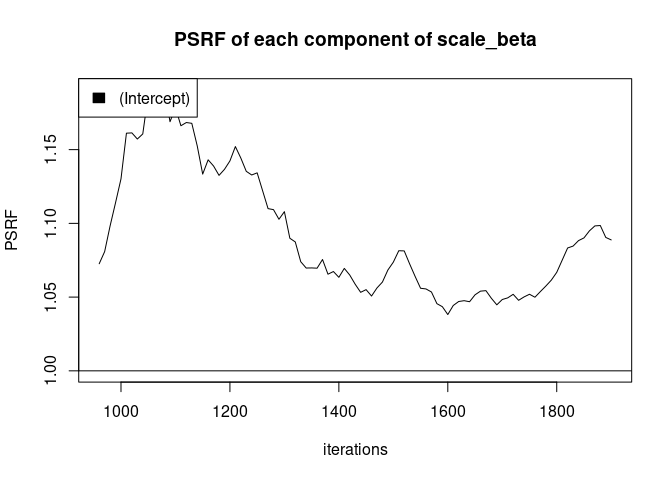 PSRF of each component of scale_beta
(Intercept)
PSRF
1.15
1.10
1.05
1.00
1000 1200 1400 1600 1800
iterations